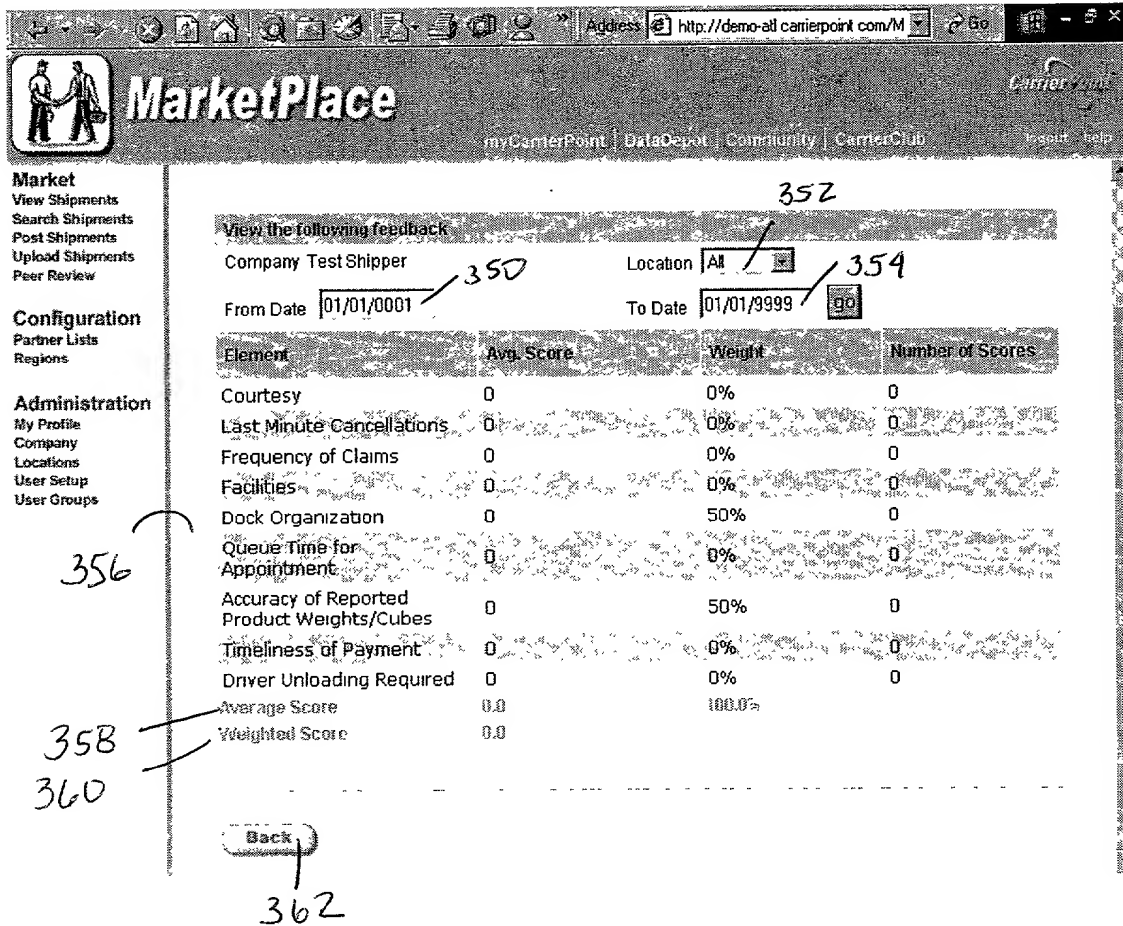 » Address http://demo-atl carrierpoint com/M Go
MarketPlace
myCarrierPoint | DataDepot | Community | CarrierClub logout help
Market
View Shipments
Search Shipments
Post Shipments
Upload Shipments
Peer Review
Configuration
Partner Lists
Regions
Administration
My Profile
Company
Locations
User Setup
User Groups
352
View the following feedback
Company Test Shipper 350 Location All 354
From Date 01/01/0001 To Date 01/01/9999 go
Element Avg. Score Weight Number of Scores
Courtesy 0 0% 0
Last Minute Cancellations 0 0% 0
Frequency of Claims 0 0% 0
Facilities 0 0% 0
Dock Organization 0 50% 0
Queue Time for
Appointment 0 0% 0
Accuracy of Reported
Product Weights/Cubes 0 50% 0
Timeliness of Payment 0 0% 0
Driver Unloading Required 0 0% 0
Average Score 0.0 100.0%
Weighted Score 0.0
356
358
360
Back
362